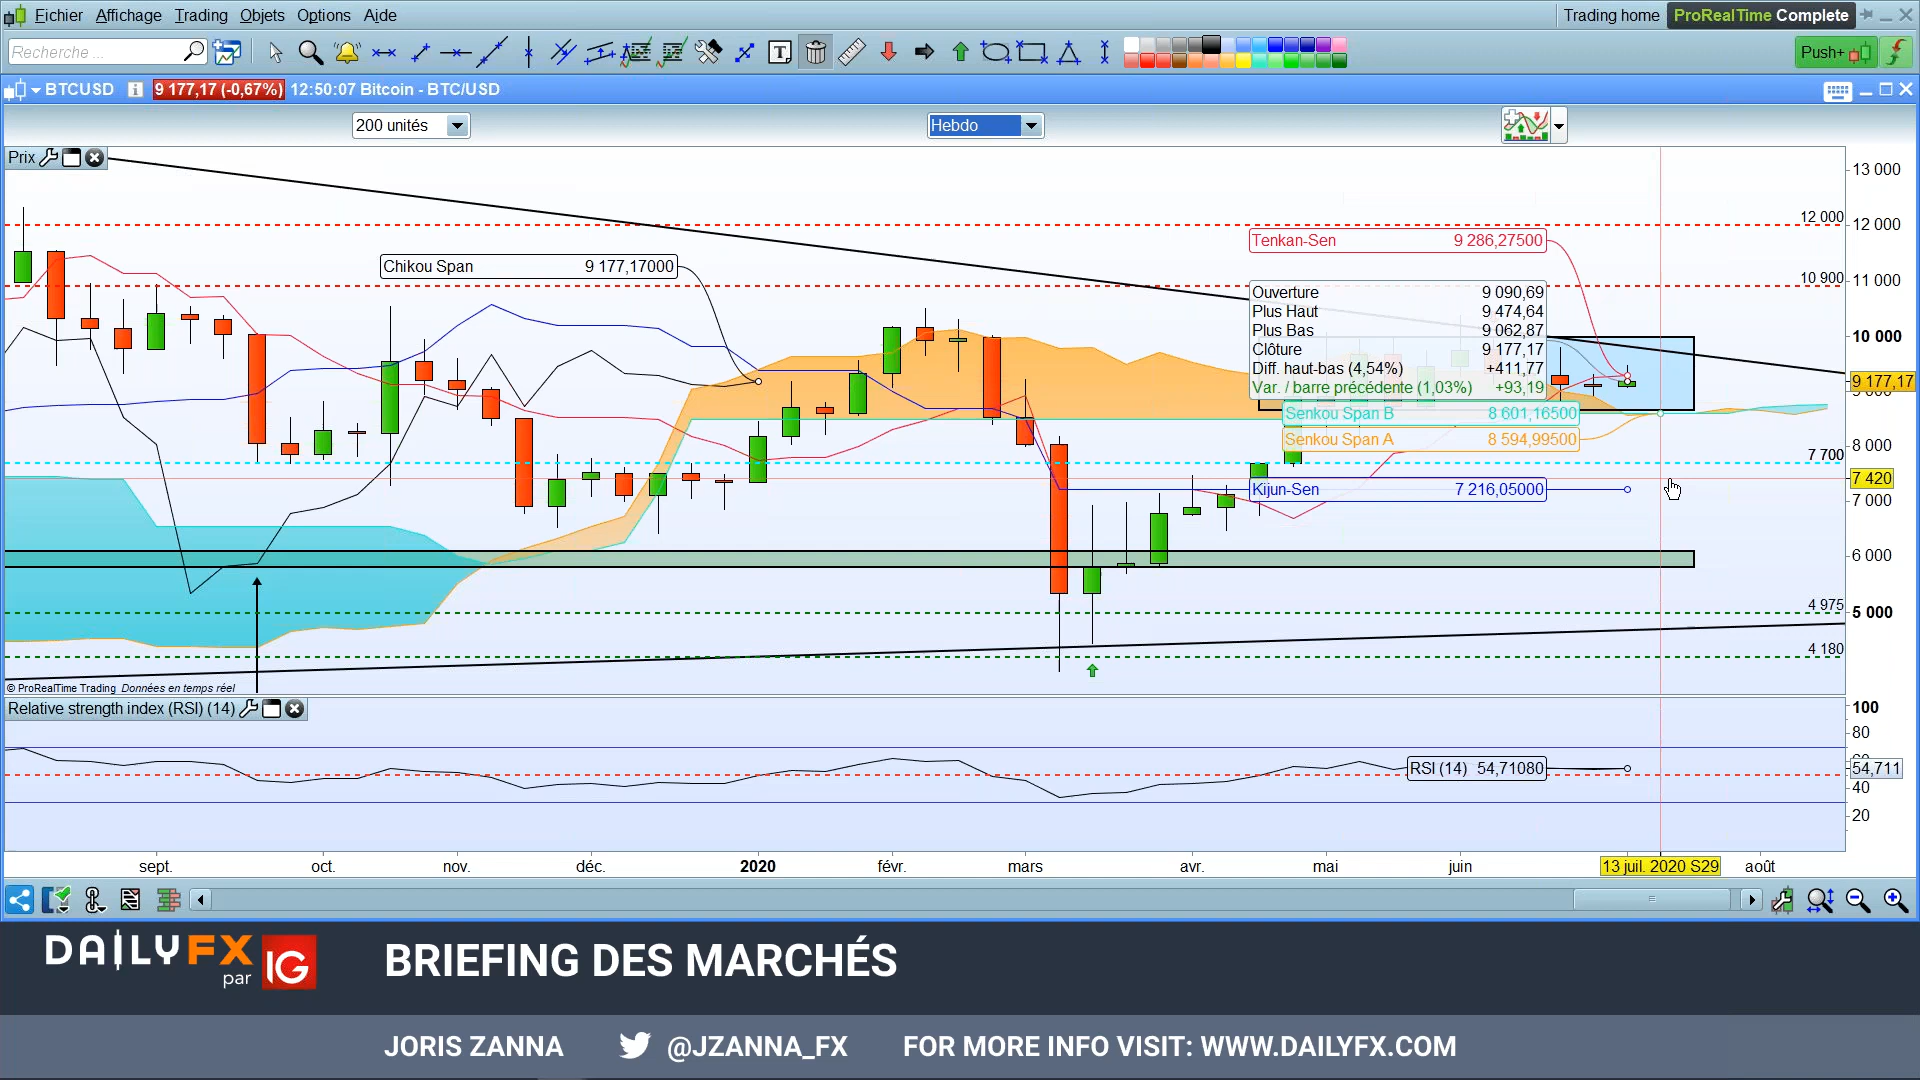 Fichier Affichage Trading Objets Options Aide
Trading home ProRealTime Complete
Recherche ...
T
Push+
BTCUSD i 9 177,17 (-0,67%) 12:50:07 Bitcoin - BTC/USD
200 unités
Hebdo
Prix
13 000
12 000
12 000
11 000
10 900
10 000
9 177,17
9 000
8 000
7 700
7 420
7 000
6 000
5 000
4 975
4 180
Tenkan-Sen 9 286,27500
Chikou Span 9 177,17000
Ouverture 9 090,69
Plus Haut 9 474,64
Plus Bas 9 062,87
Clôture 9 177,17
Diff. haut-bas (4,54%) +411,77
Var. / barre précédente (1,03%) +93,19
Senkou Span B 8 601,16500
Senkou Span A 8 594,99500
Kijun-Sen 7 216,05000
© ProRealTime Trading Données en temps réel
Relative strength index (RSI) (14)
100
80
RSI (14) 54,71080
54,711
40
20
sept. oct. nov. déc. 2020 févr. mars avr. mai juin 13 juil. 2020 S29 août
DAILYFX
par IG
BRIEFING DES MARCHÉS
JORIS ZANNA @JZANNA_FX FOR MORE INFO VISIT: WWW.DAILYFX.COM